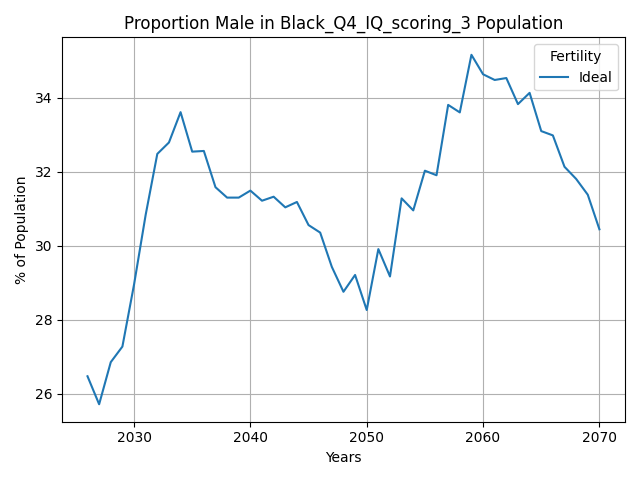 Proportion Male in Black_Q4_IQ_scoring_3 Population
Fertility
Ideal
34
32
30
28
26
% of Population
2030
2040
2050
2060
2070
Years